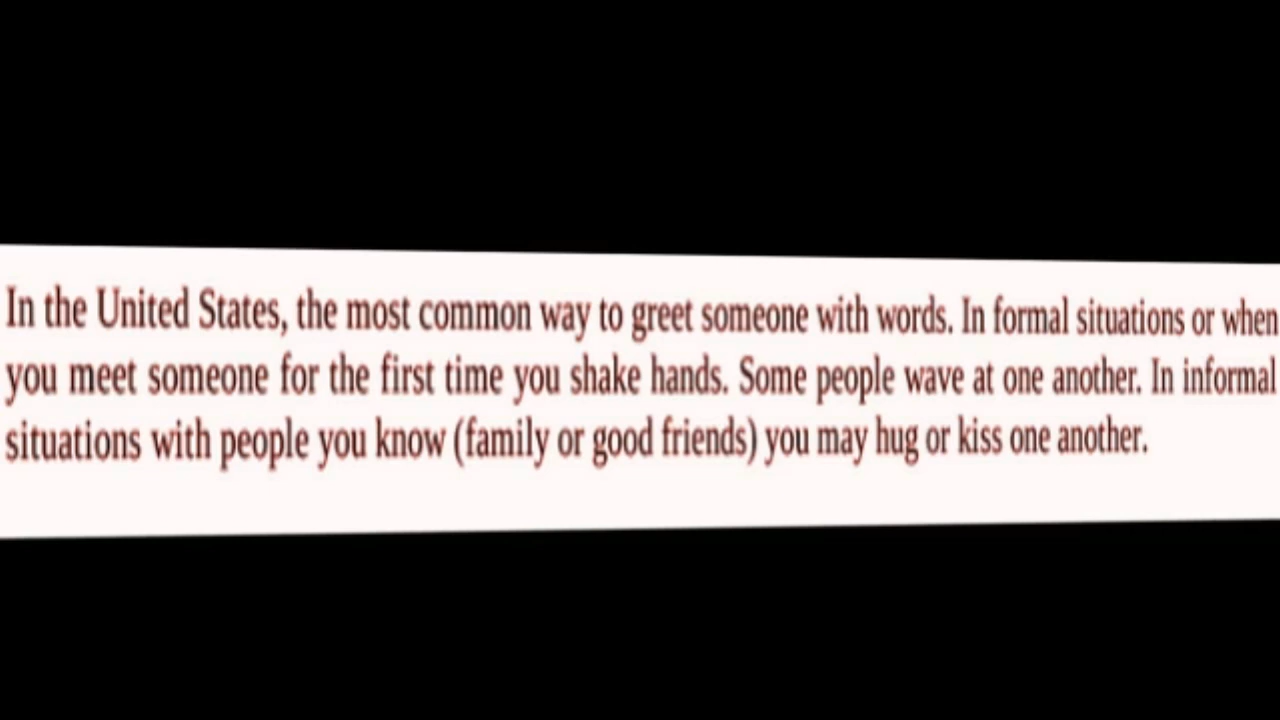 In the United States, the most common way to greet someone with words. In formal situations or when
you meet someone for the first time you shake hands. Some people wave at one another. In informal
situations with people you know (family or good friends) you may hug or kiss one another.